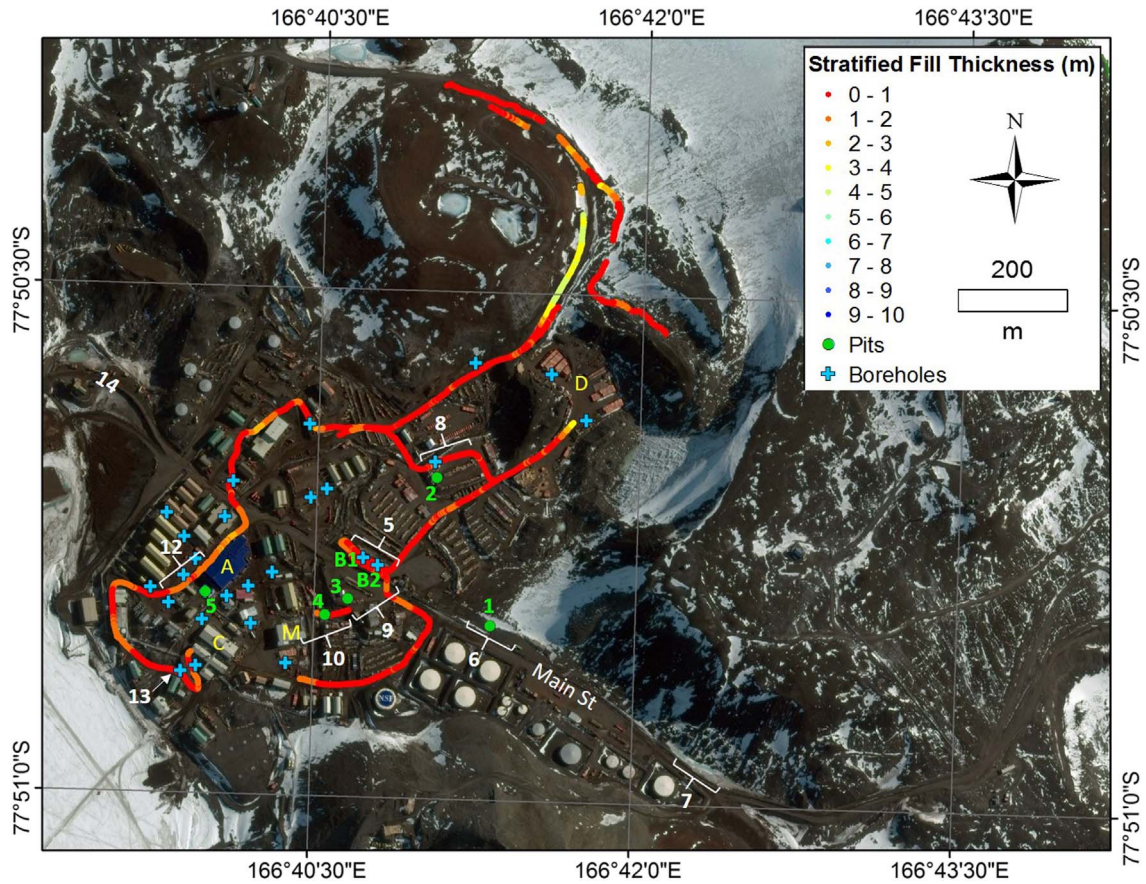 166°40'30"E
166°42'0"E
166°43'30"E
Stratified Fill Thickness (m)
0 - 1
1 - 2
2 - 3
3 - 4
4 - 5
5 - 6
6 - 7
7 - 8
8 - 9
9 - 10
Pits
Boreholes
N
200
m
77°50'30"S
77°50'30"S
14
D
8
2
5
B1
B2
12
A
5
3
4
1
M
9
C
10
6
13
Main St
NSF
7
77°51'0"S
77°51'0"S
166°40'30"E
166°42'0"E
166°43'30"E